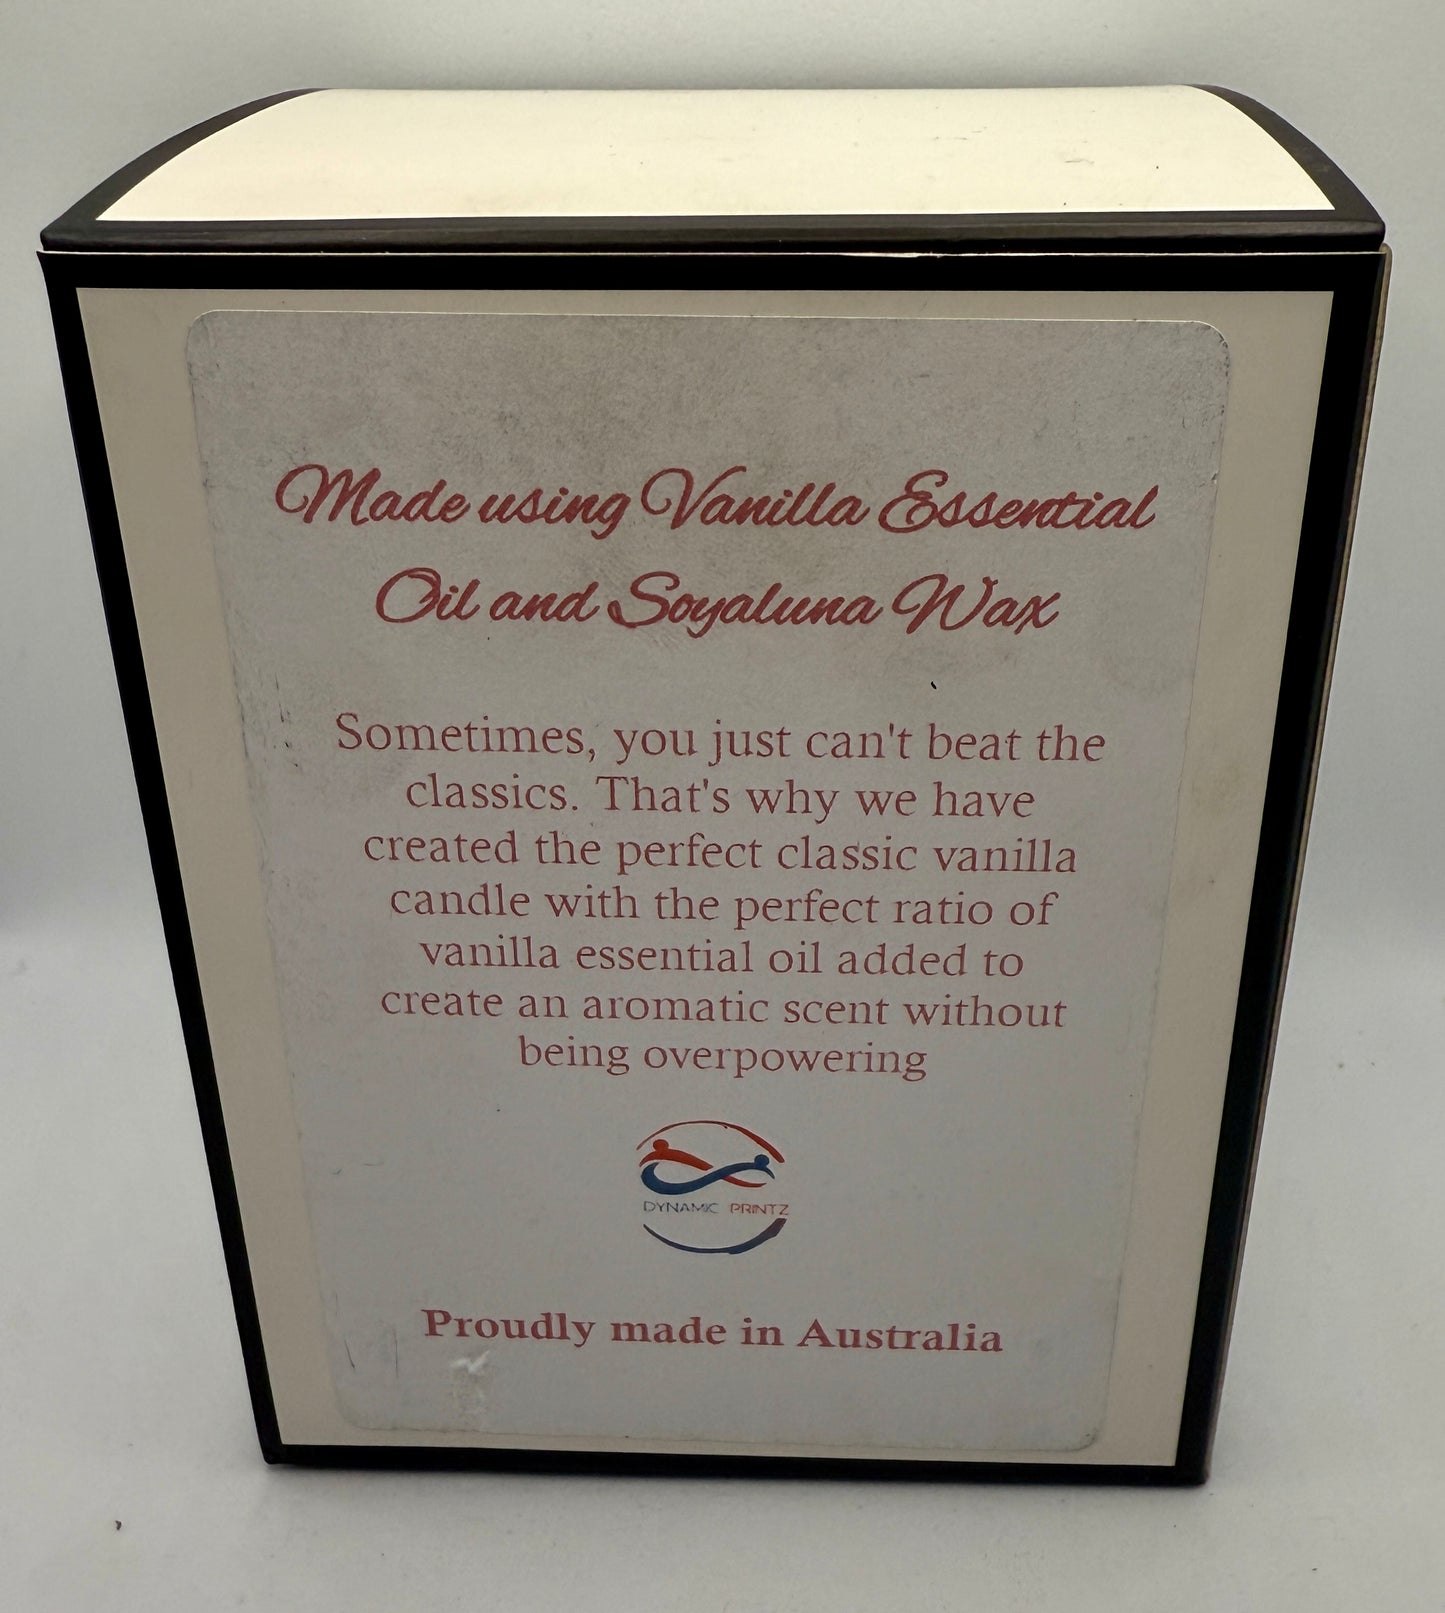 Made using Vanilla Essential
Oil and Soyaluna Wax
Sometimes, you just can't beat the
classics. That's why we have
created the perfect classic vanilla
candle with the perfect ratio of
vanilla essential oil added to
create an aromatic scent without
being overpowering
DYNAMIC PRINTZ
Proudly made in Australia